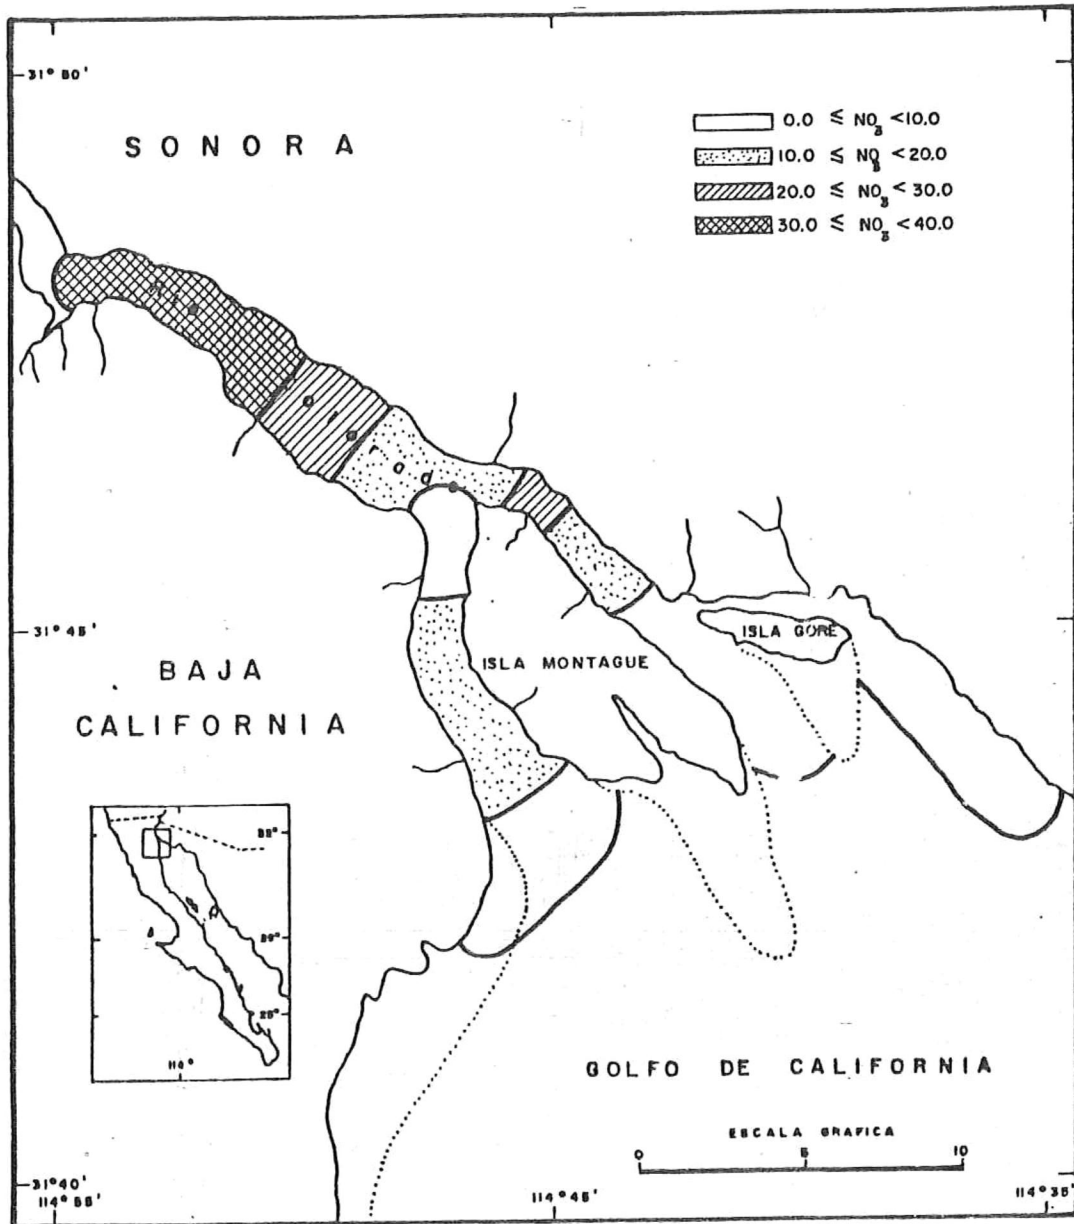 31° 50'
SONORA
0.0 ≤ NO3 <10.0
10.0 ≤ NO3 <20.0
20.0 ≤ NO3 <30.0
30.0 ≤ NO3 <40.0
31° 45'
BAJA
CALIFORNIA
ISLA MONTAGUE
ISLA GORE
29°
25°
GOLFO DE CALIFORNIA
ESCALA GRAFICA
0 5 10
31° 40'
114° 55' 114° 45' 114° 35'